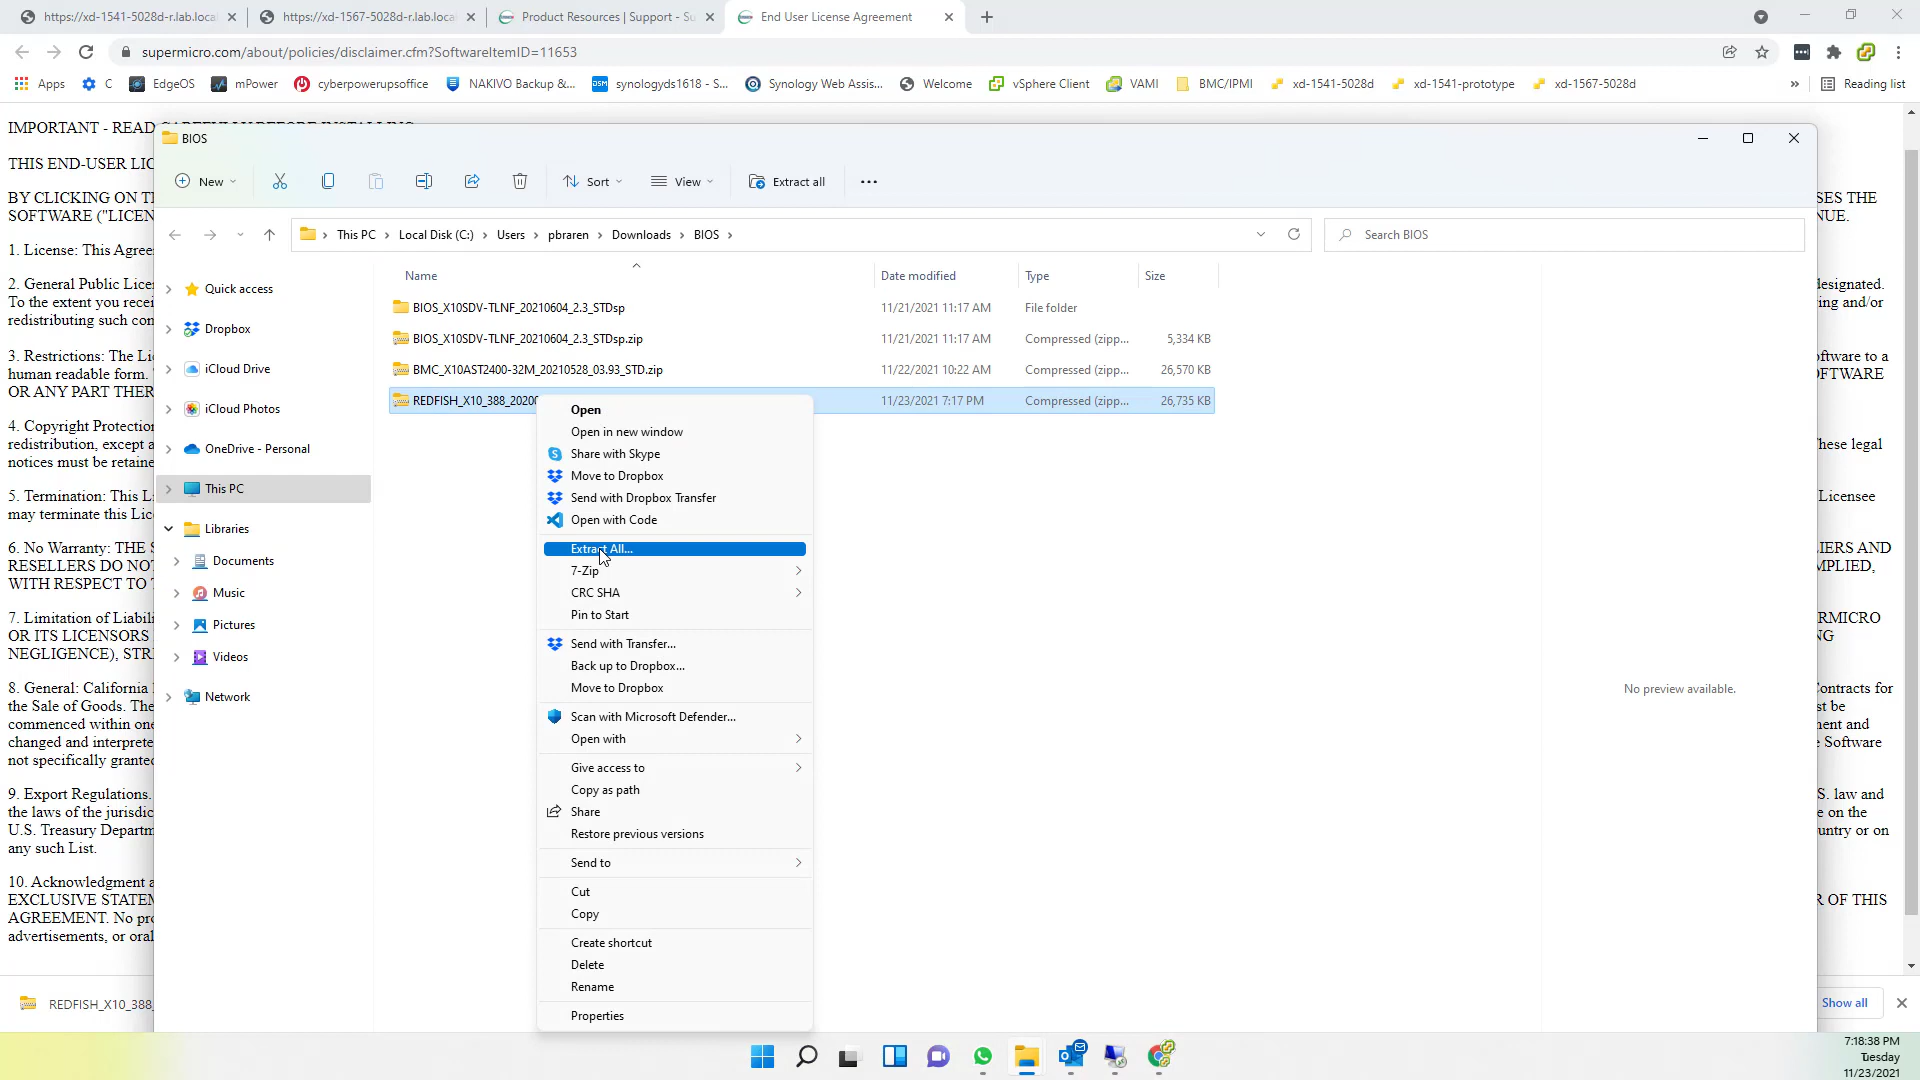 https://xd-1541-5028d-r.lab.loca
https://xd-1567-5028d-r.lab.local
Product Resources | Support - Su
End User License Agreement
supermicro.com/about/policies/disclaimer.cfm?SoftwareItemID=11653
Apps
C
EdgeOS
mPower
cyberpowerupsoffice
NAKIVO Backup &...
DSM
synologyds1618 - S...
Synology Web Assis...
Welcome
vSphere Client
VAMI
BMC/IPMI
xd-1541-5028d
xd-1541-prototype
xd-1567-5028d
»
Reading list
IMPORTANT - READ
THIS END-USER LIC
BY CLICKING ON T
SOFTWARE ("LICEN
1. License: This Agree
2. General Public Lice
To the extent you recei
redistributing such con
3. Restrictions: The Li
human readable form.
OR ANY PART THER
4. Copyright Protection
redistribution, except a
notices must be retaine
5. Termination: This Li
may terminate this Lice
6. No Warranty: THE S
RESELLERS DO NOT
WITH RESPECT TO
7. Limitation of Liabili
OR ITS LICENSORS
NEGLIGENCE), STRI
8. General: California
the Sale of Goods. The
commenced within one
changed and interprete
not specifically granted
9. Export Regulations.
the laws of the jurisdic
U.S. Treasury Departm
any such List.
10. Acknowledgment a
EXCLUSIVE STATEM
AGREEMENT. No pro
advertisements, or oral
BIOS
New
Sort
View
Extract all
This PC
Local Disk (C:)
Users
pbraren
Downloads
BIOS
Search BIOS
Quick access
Dropbox
iCloud Drive
iCloud Photos
OneDrive - Personal
This PC
Libraries
Documents
Music
Pictures
Videos
Network
Name
Date modified
Type
Size
BIOS_X10SDV-TLNF_20210604_2.3_STDsp
11/21/2021 11:17 AM
File folder
BIOS_X10SDV-TLNF_20210604_2.3_STDsp.zip
11/21/2021 11:17 AM
Compressed (zipp...
5,334 KB
BMC_X10AST2400-32M_20210528_03.93_STD.zip
11/22/2021 10:22 AM
Compressed (zipp...
26,570 KB
REDFISH_X10_388_20200
11/23/2021 7:17 PM
Compressed (zipp...
26,735 KB
Open
Open in new window
Share with Skype
Move to Dropbox
Send with Dropbox Transfer
Open with Code
Extract All...
7-Zip
CRC SHA
Pin to Start
Send with Transfer...
Back up to Dropbox...
Move to Dropbox
Scan with Microsoft Defender...
Open with
Give access to
Copy as path
Share
Restore previous versions
Send to
Cut
Copy
Create shortcut
Delete
Rename
Properties
No preview available.
SES THE
NUE.
designated.
ing and/or
oftware to a
FTWARE
hese legal
Licensee
IERS AND
MPLIED,
RMICRO
NG
Contracts for
st be
ment and
e Software
S. law and
e on the
untry or on
R OF THIS
REDFISH_X10_388_
Show all
7:18:38 PM
Tuesday
11/23/2021